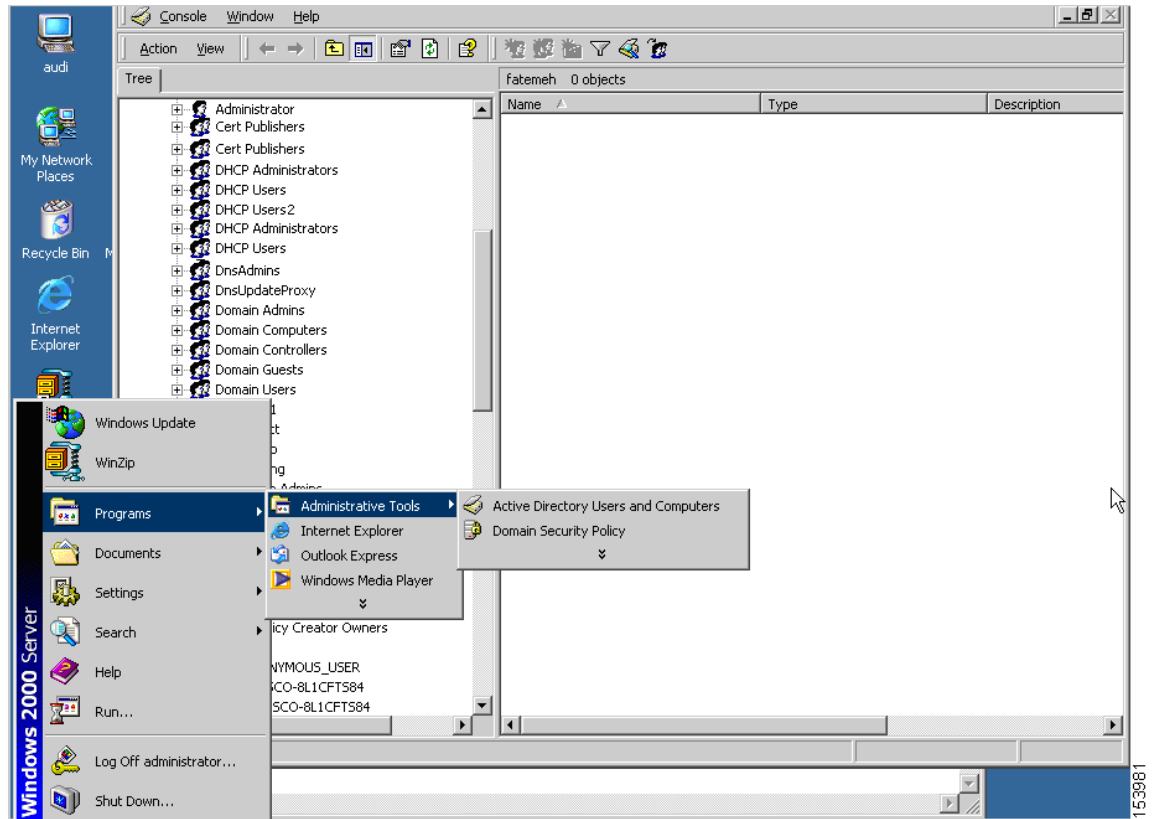 audi
My Network
Places
Recycle Bin
M
Internet
Explorer
Console Window Help
Action View
Tree
Administrator
Cert Publishers
Cert Publishers
DHCP Administrators
DHCP Users
DHCP Users2
DHCP Administrators
DHCP Users
DnsAdmins
DnsUpdateProxy
Domain Admins
Domain Computers
Domain Controllers
Domain Guests
Domain Users
fatemeh 0 objects
Name Type Description
Windows 2000 Server
Windows Update
WinZip
Programs
Documents
Settings
Search
Help
Run...
Log Off administrator...
Shut Down...
Administrative Tools
Internet Explorer
Outlook Express
Windows Media Player
Active Directory Users and Computers
Domain Security Policy
icy Creator Owners
NYMOUS_USER
SCO-8L1CFTS84
SCO-8L1CFTS84
153981